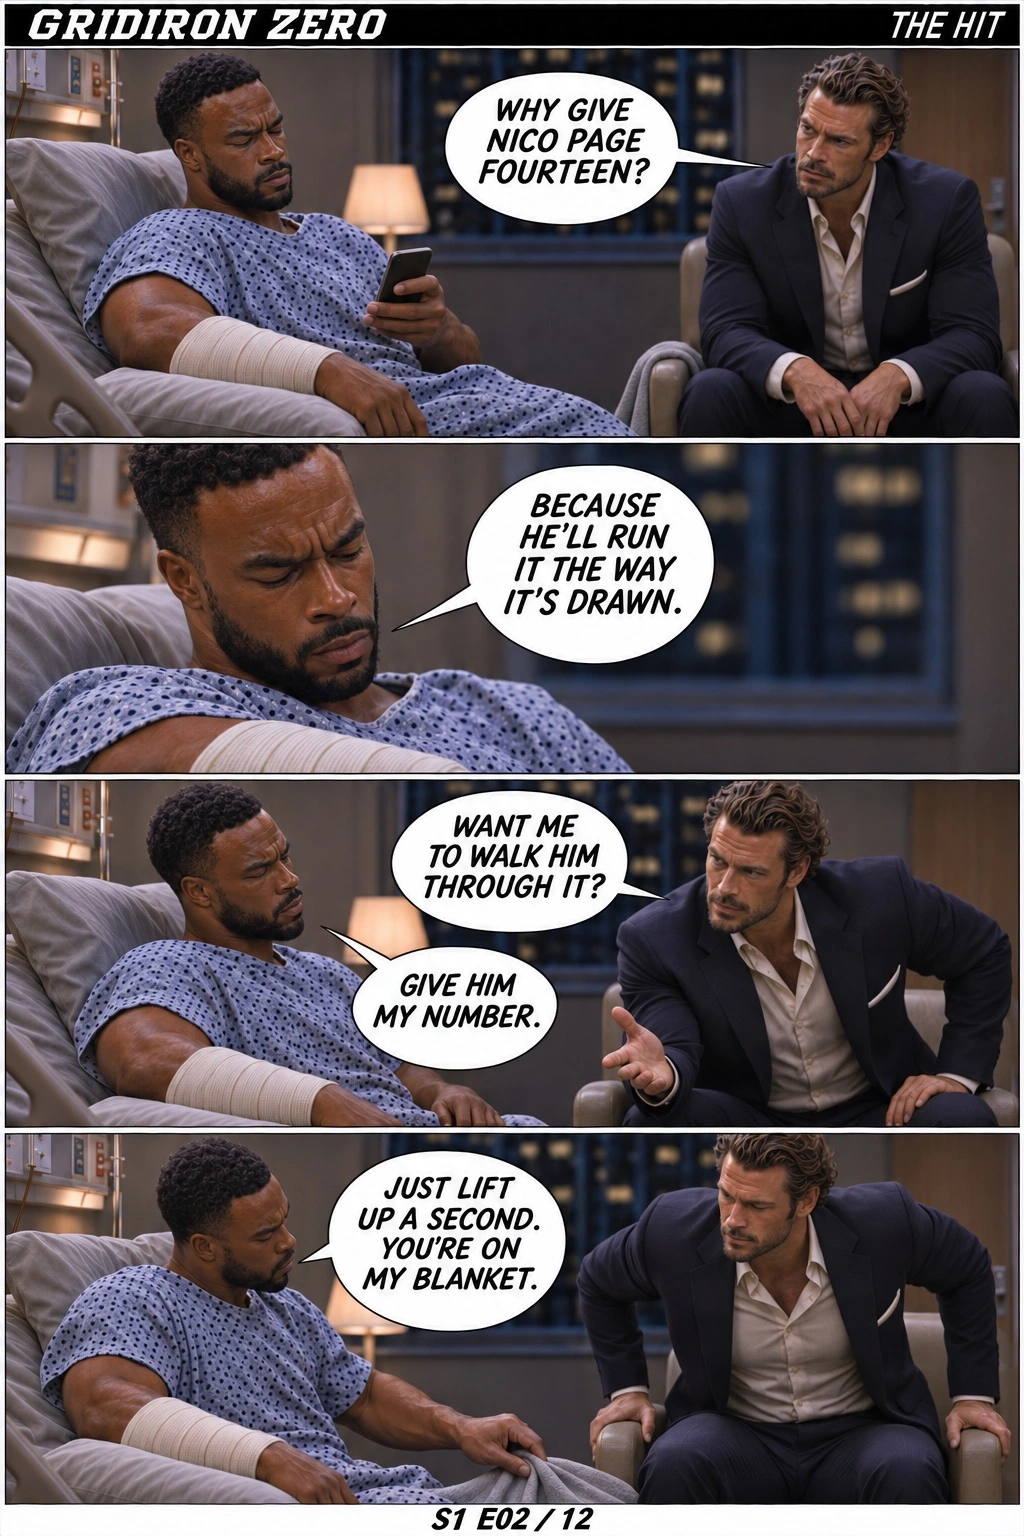 GRIDIRON ZERO
THE HIT
WHY GIVE
NICO PAGE
FOURTEEN?
BECAUSE
HE'LL RUN
IT THE WAY
IT'S DRAWN.
WANT ME
TO WALK HIM
THROUGH IT?
GIVE HIM
MY NUMBER.
JUST LIFT
UP A SECOND.
YOU'RE ON
MY BLANKET.
S1 E02 / 12